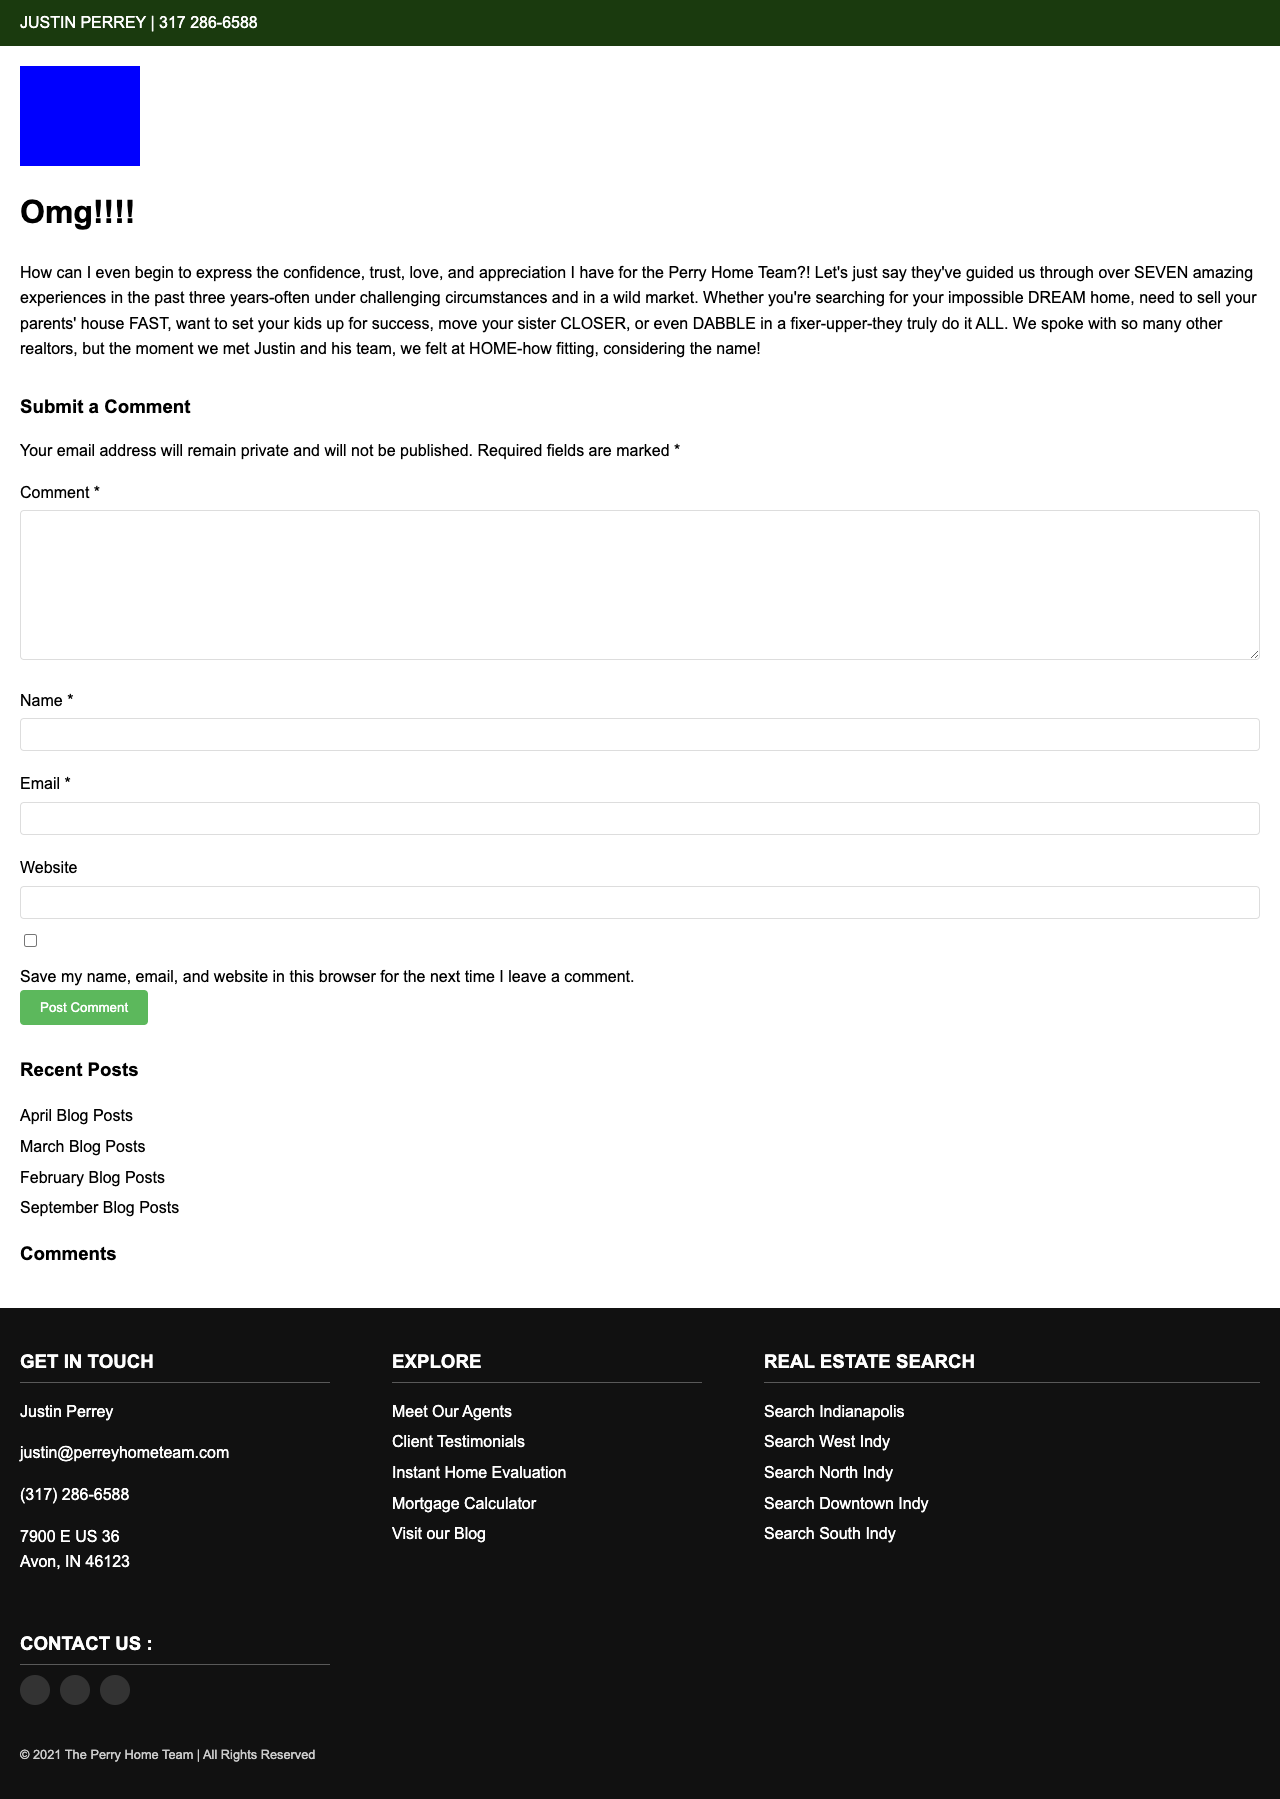 JUSTIN PERREY | 317 286-6588
Omg!!!!
How can I even begin to express the confidence, trust, love, and appreciation I have for the Perry Home Team?! Let's just say they've guided us through over SEVEN amazing
experiences in the past three years-often under challenging circumstances and in a wild market. Whether you're searching for your impossible DREAM home, need to sell your
parents' house FAST, want to set your kids up for success, move your sister CLOSER, or even DABBLE in a fixer-upper-they truly do it ALL. We spoke with so many other
realtors, but the moment we met Justin and his team, we felt at HOME-how fitting, considering the name!
Submit a Comment
Your email address will remain private and will not be published. Required fields are marked *
Comment *
Name *
Email *
Website
Save my name, email, and website in this browser for the next time I leave a comment.
Post Comment
Recent Posts
April Blog Posts
March Blog Posts
February Blog Posts
September Blog Posts
Comments
GET IN TOUCH
Justin Perrey
justin@perreyhometeam.com
(317) 286-6588
7900 E US 36
Avon, IN 46123
EXPLORE
Meet Our Agents
Client Testimonials
Instant Home Evaluation
Mortgage Calculator
Visit our Blog
REAL ESTATE SEARCH
Search Indianapolis
Search West Indy
Search North Indy
Search Downtown Indy
Search South Indy
CONTACT US :
© 2021 The Perry Home Team | All Rights Reserved